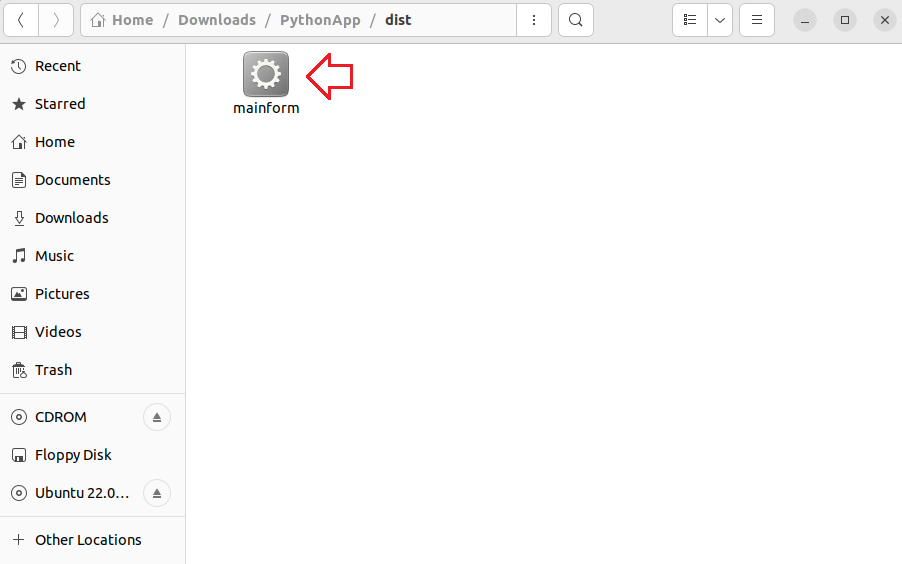 Home / Downloads / PythonApp / dist
Recent
Starred
Home
Documents
Downloads
Music
Pictures
Videos
Trash
CDROM
Floppy Disk
Ubuntu 22.0…
Other Locations
mainform